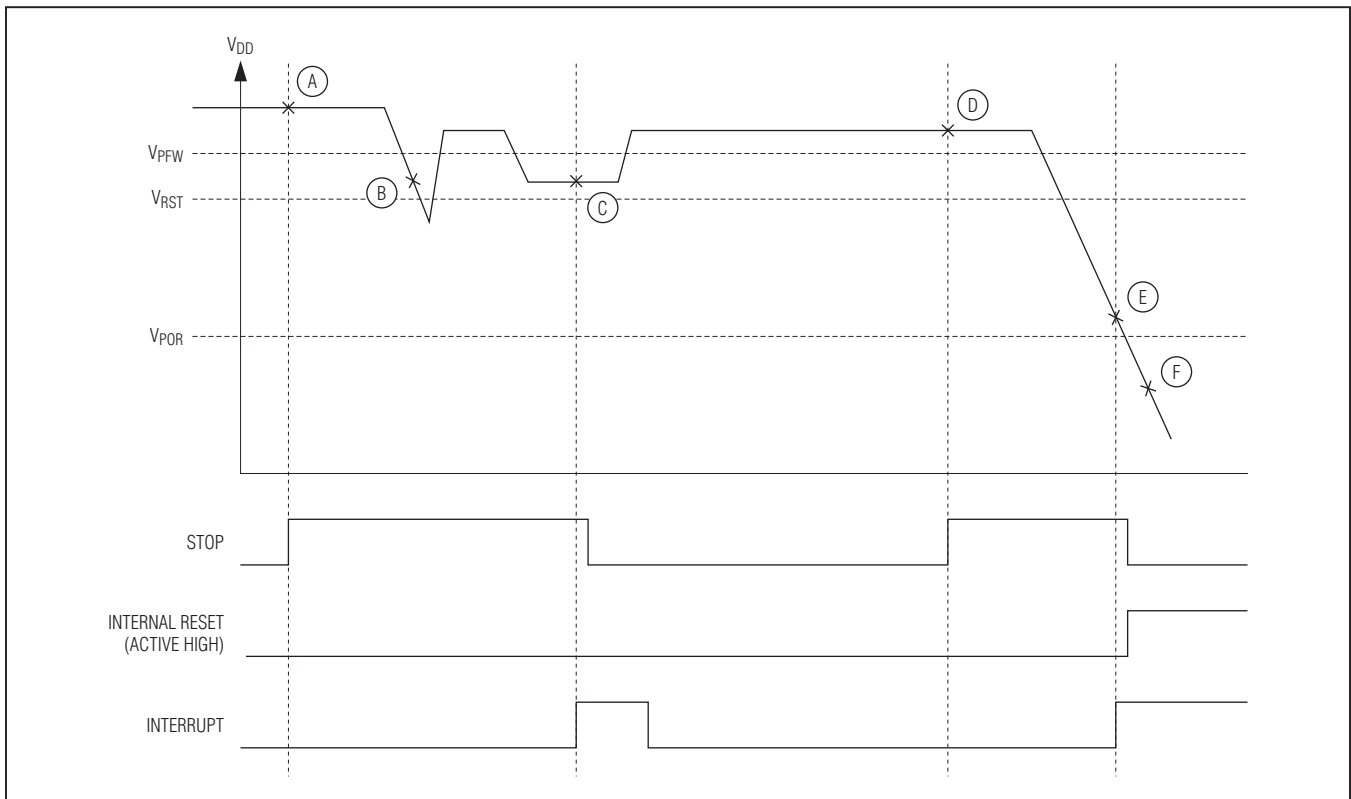 VDD
A
D
VPFW
B
VRST
C
E
VPOR
F
STOP
INTERNAL RESET
(ACTIVE HIGH)
INTERRUPT